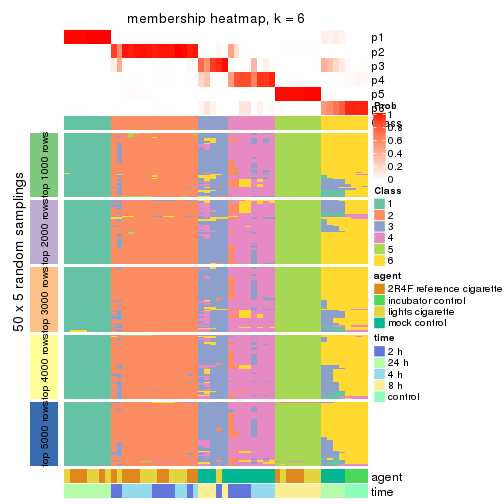 membership heatmap, k = 6
p1
p2
p3
p4
p5
p6
Prob
1
0.8
0.6
0.4
0.2
0
Class
Class
1
2
3
4
5
6
agent
2R4F reference cigarette
incubator control
lights cigarette
mock control
time
2 h
24 h
4 h
8 h
control
50 x 5 random samplings
top 1000 rows
top 2000 rows
top 3000 rows
top 4000 rows
top 5000 rows
agent
time